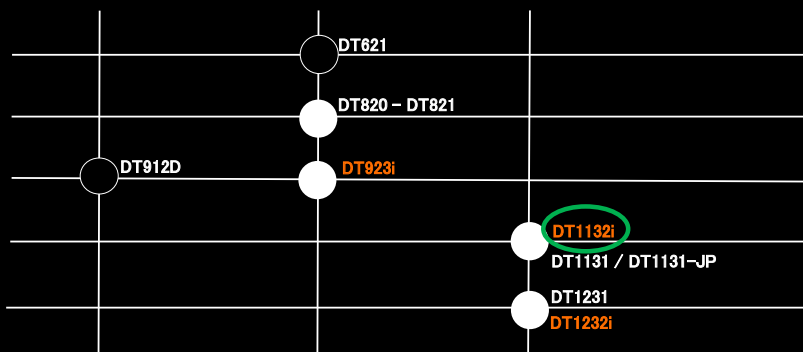 DT621
DT820 - DT821
DT912D
DT923i
DT1132i
DT1131 / DT1131-JP
DT1231
DT1232i